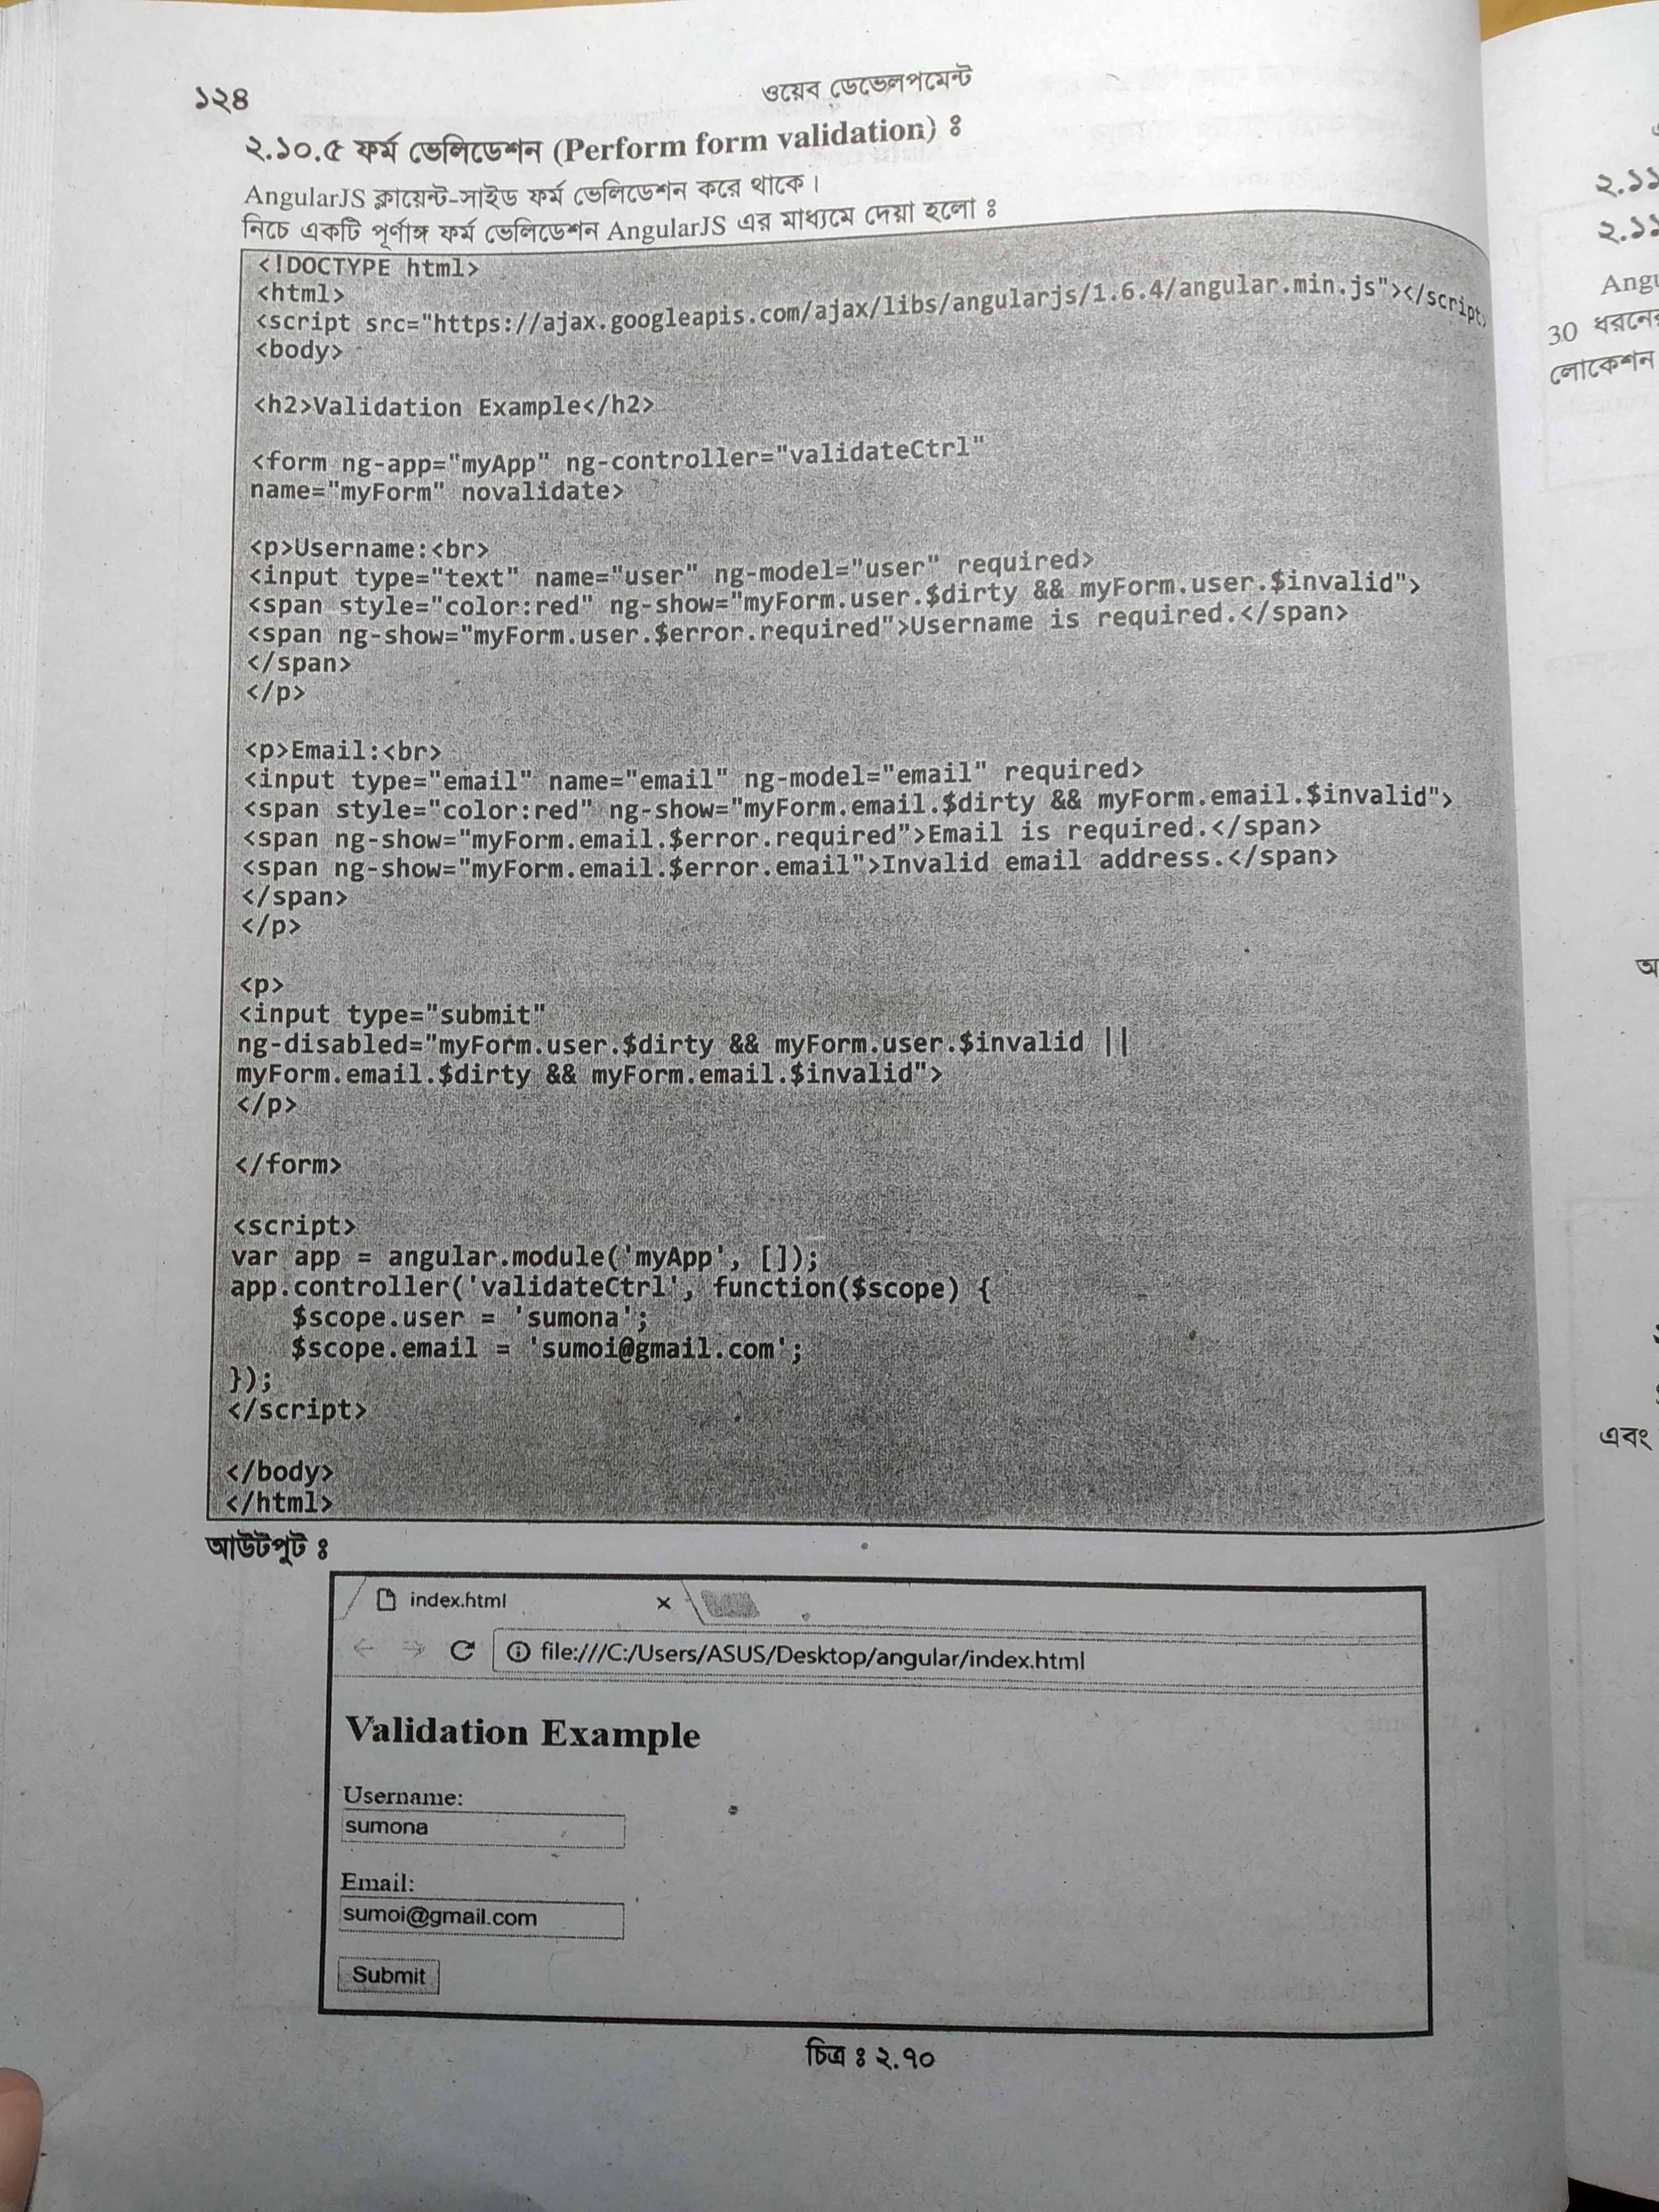 ১২৪
ওয়েব ডেভেলপমেন্ট
২.১০.৫ ফর্ম ভেলিডেশন (Perform form validation) ঃ
AngularJS ক্লায়েন্ট-সাইড ফর্ম ভেলিডেশন করে থাকে।
নিচে একটি পূর্ণাঙ্গ ফর্ম ভেলিডেশন AngularJS এর মাধ্যমে দেয়া হলো ঃ
<!DOCTYPE html>
<html>
<script src="https://ajax.googleapis.com/ajax/libs/angularjs/1.6.4/angular.min.js"></script>
<body>
<h2>Validation Example</h2>
<form ng-app="myApp" ng-controller="validateCtrl"
name="myForm" novalidate>
<p>Username:<br>
<input type="text" name="user" ng-model="user" required>
<span style="color:red" ng-show="myForm.user.$dirty && myForm.user.$invalid">
<span ng-show="myForm.user.$error.required">Username is required.</span>
</span>
</p>
<p>Email:<br>
<input type="email" name="email" ng-model="email" required>
<span style="color:red" ng-show="myForm.email.$dirty && myForm.email.$invalid">
<span ng-show="myForm.email.$error.required">Email is required.</span>
<span ng-show="myForm.email.$error.email">Invalid email address.</span>
</span>
</p>
<p>
<input type="submit"
ng-disabled="myForm.user.$dirty && myForm.user.$invalid ||
myForm.email.$dirty && myForm.email.$invalid">
</p>
</form>
<script>
var app = angular.module('myApp', []);
app.controller('validateCtrl', function($scope) {
    $scope.user = 'sumona';
    $scope.email = 'sumoi@gmail.com';
});
</script>
</body>
</html>
আউটপুট ঃ
index.html
file:///C:/Users/ASUS/Desktop/angular/index.html
Validation Example
Username:
sumona
Email:
sumoi@gmail.com
Submit
চিত্র ঃ ২.৭০
২.১১
২.১১
30 ধরনের
লোকেশন
এবং